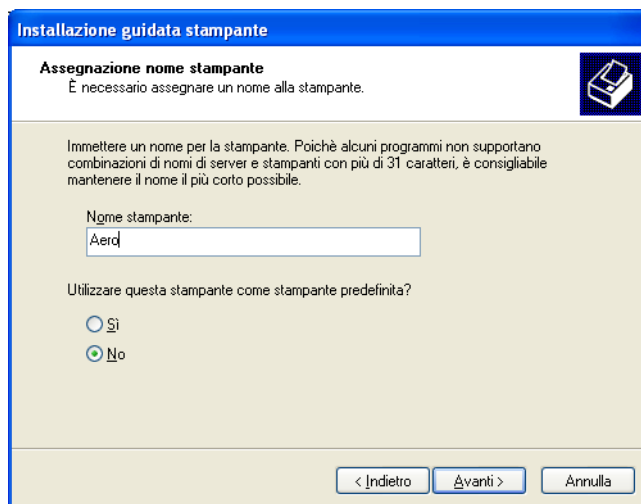 Installazione guidata stampante
Assegnazione nome stampante
È necessario assegnare un nome alla stampante.
Immettere un nome per la stampante. Poichè alcuni programmi non supportano
combinazioni di nomi di server e stampanti con più di 31 caratteri, è consigliabile
mantenere il nome il più corto possibile.
Nome stampante:
Aero
Utilizzare questa stampante come stampante predefinita?
Sì
No
< Indietro Avanti > Annulla